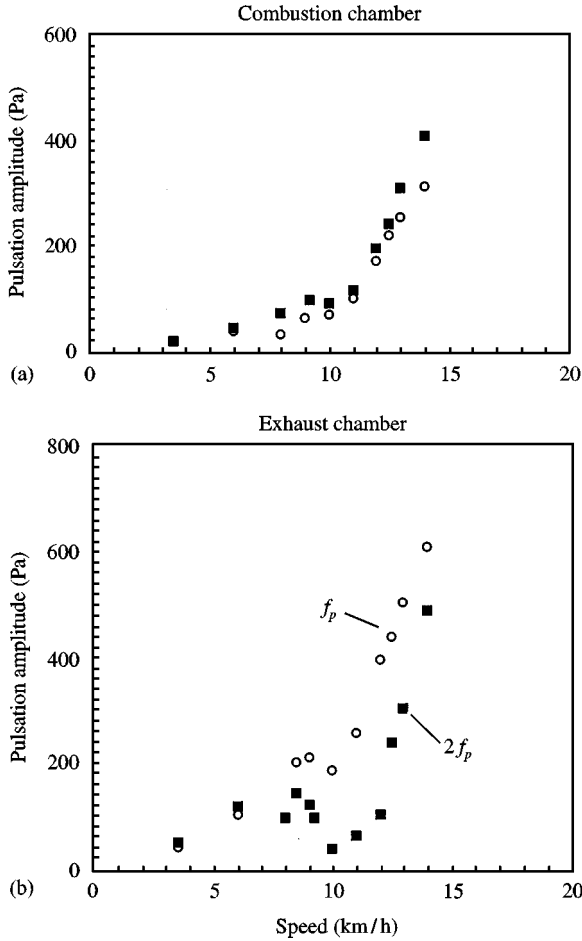 Combustion chamber
600
400
200
0
Pulsation amplitude (Pa)
(a)
0 5 10 15 20
Exhaust chamber
800
600
400
200
0
Pulsation amplitude (Pa)
f_p
2f_p
(b)
0 5 10 15 20
Speed (km/h)